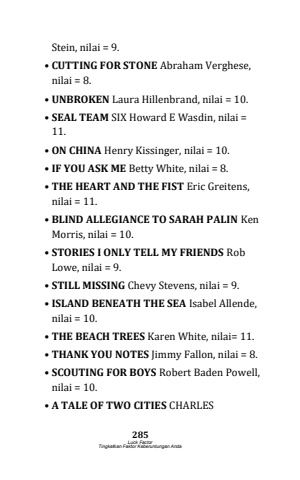 Stein, nilai = 9.
• CUTTING FOR STONE Abraham Verghese,
nilai = 8.
• UNBROKEN Laura Hillenbrand, nilai = 10.
• SEAL TEAM SIX Howard E Wasdin, nilai =
11.
• ON CHINA Henry Kissinger, nilai = 10.
• IF YOU ASK ME Betty White, nilai = 8.
• THE HEART AND THE FIST Eric Greitens,
nilai = 11.
• BLIND ALLEGIANCE TO SARAH PALIN Ken
Morris, nilai = 10.
• STORIES I ONLY TELL MY FRIENDS Rob
Lowe, nilai = 9.
• STILL MISSING Chevy Stevens, nilai = 9.
• ISLAND BENEATH THE SEA Isabel Allende,
nilai = 10.
• THE BEACH TREES Karen White, nilai= 11.
• THANK YOU NOTES Jimmy Fallon, nilai = 8.
• SCOUTING FOR BOYS Robert Baden Powell,
nilai = 10.
• A TALE OF TWO CITIES CHARLES
285
Luck Factor
Tingkatkan Faktor Keberuntungan Anda